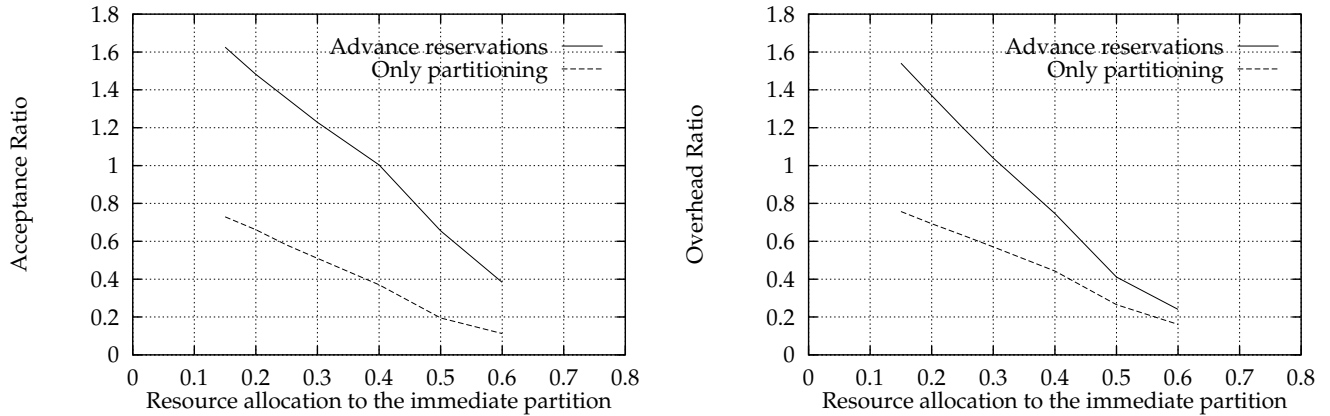 1.8
1.6
1.4
1.2
1
0.8
0.6
0.4
0.2
0
Acceptance Ratio
Advance reservations
Only partitioning
0 0.1 0.2 0.3 0.4 0.5 0.6 0.7 0.8
Resource allocation to the immediate partition
1.8
1.6
1.4
1.2
1
0.8
0.6
0.4
0.2
0
Overhead Ratio
Advance reservations
Only partitioning
0 0.1 0.2 0.3 0.4 0.5 0.6 0.7 0.8
Resource allocation to the immediate partition